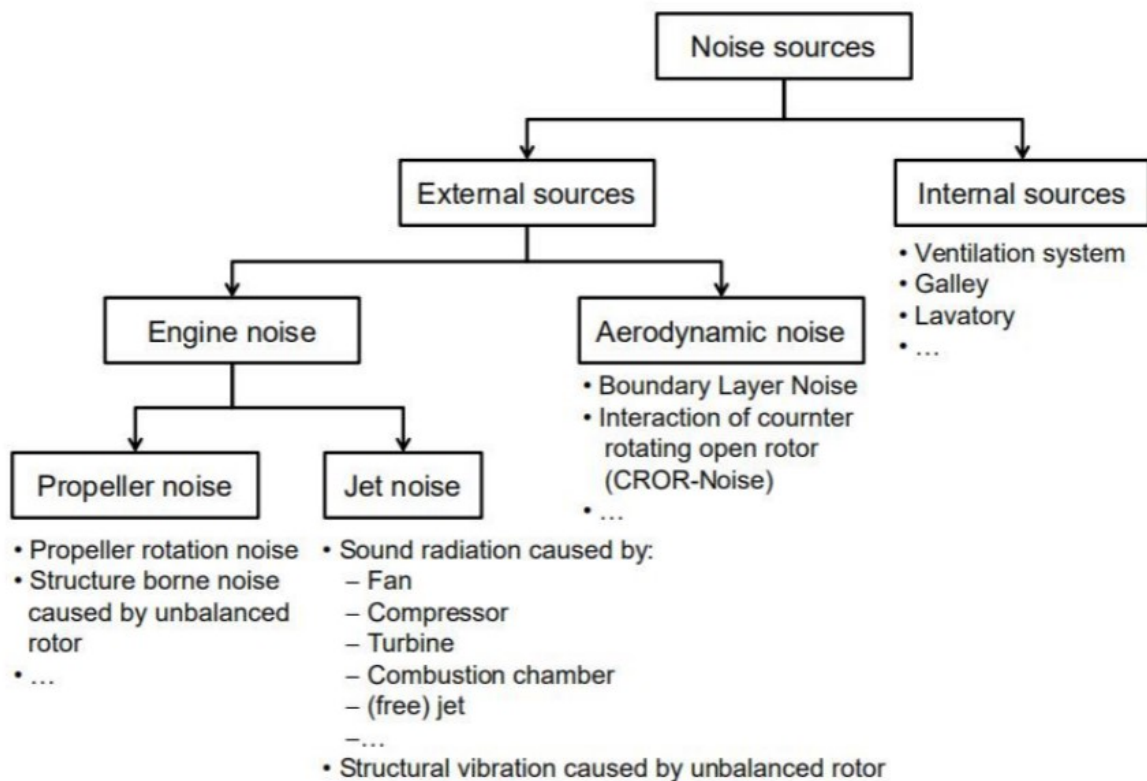 Noise sources
External sources
Internal sources
• Ventilation system
• Galley
• Lavatory
• …
Engine noise
Aerodynamic noise
• Boundary Layer Noise
• Interaction of cournter
rotating open rotor
(CROR-Noise)
• …
Propeller noise
Jet noise
• Propeller rotation noise
• Structure borne noise
caused by unbalanced
rotor
• …
• Sound radiation caused by:
– Fan
– Compressor
– Turbine
– Combustion chamber
– (free) jet
–…
• Structural vibration caused by unbalanced rotor